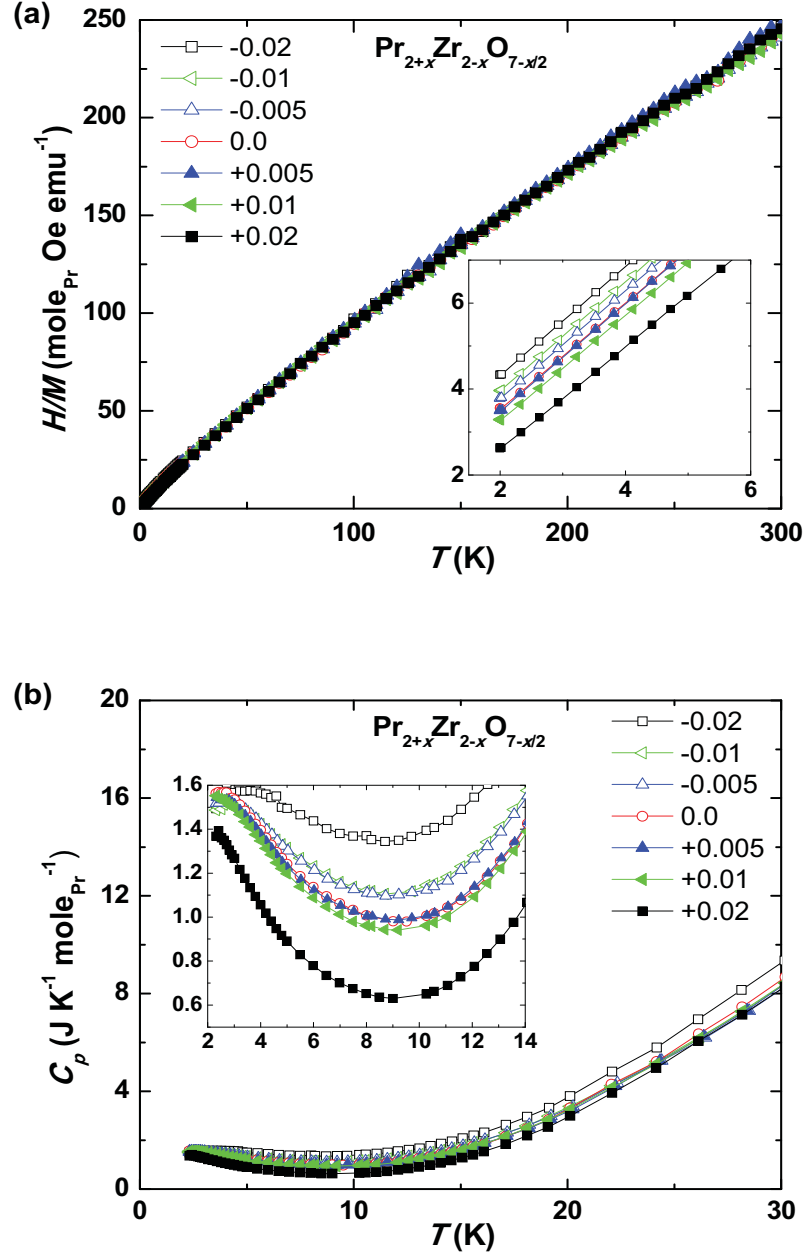 (a)
250
200
150
100
50
0
H/M (mole_Pr Oe emu⁻¹)
-0.02
-0.01
-0.005
0.0
+0.005
+0.01
+0.02
Pr₂₊ₓZr₂₋ₓO₇₋ₓ/₂
6
4
2
2 4 6
0 100 200 300
T (K)
(b)
20
16
12
8
4
0
C_p (J K⁻¹ mole_Pr⁻¹)
Pr₂₊ₓZr₂₋ₓO₇₋ₓ/₂
-0.02
-0.01
-0.005
0.0
+0.005
+0.01
+0.02
1.6
1.4
1.2
1.0
0.8
0.6
2 4 6 8 10 12 14
0 10 20 30
T (K)